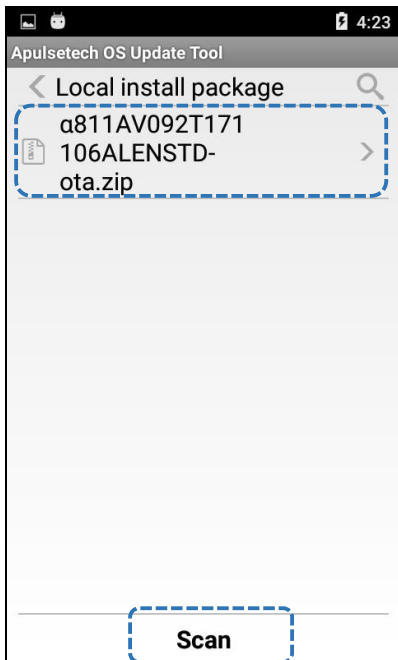 4:23
Apulsetech OS Update Tool
Local install package
α811AV092T171
106ALENSTD-
ota.zip
Scan